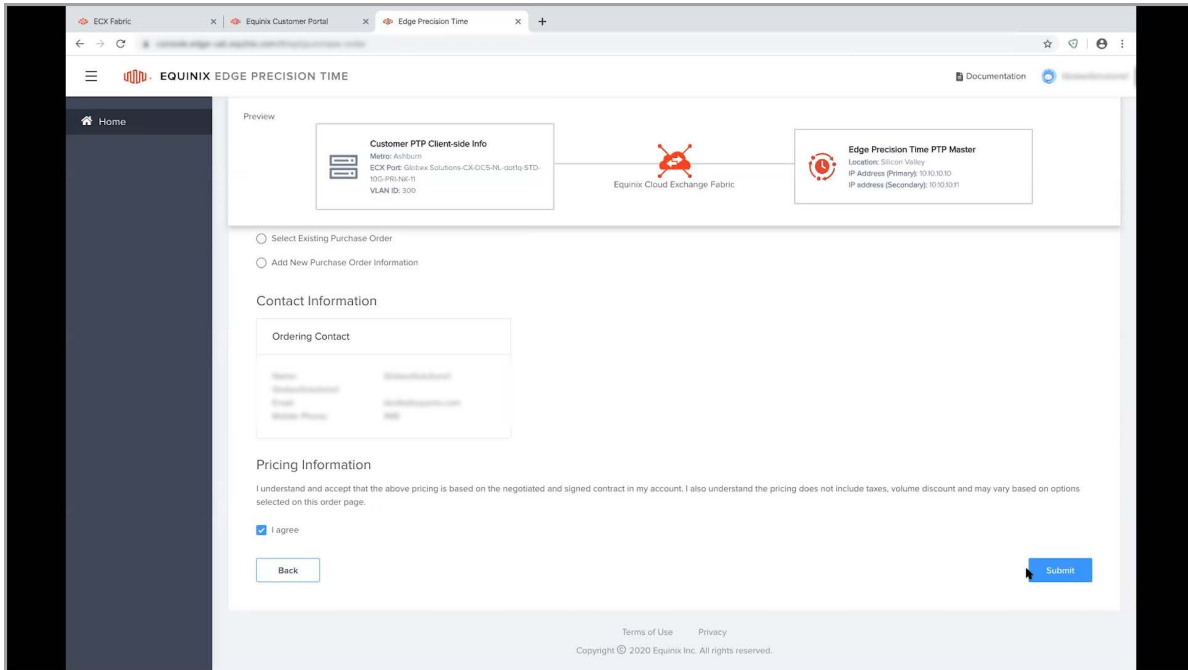 ECX Fabric
Equinix Customer Portal
Edge Precision Time
EQUINIX EDGE PRECISION TIME
Documentation
Home
Preview
Customer PTP Client-side Info
Metro: Ashburn
ECX Port: Globex Solutions-CX-DC5-NL-dot1q-STD-
10G-PRI-NK-11
VLAN ID: 300
Equinix Cloud Exchange Fabric
Edge Precision Time PTP Master
Location: Silicon Valley
IP Address (Primary): 10.10.10.10
IP address (Secondary): 10.10.10.11
Select Existing Purchase Order
Add New Purchase Order Information
Contact Information
Ordering Contact
Pricing Information
I understand and accept that the above pricing is based on the negotiated and signed contract in my account. I also understand the pricing does not include taxes, volume discount and may vary based on options
selected on this order page.
I agree
Back
Submit
Terms of Use
Privacy
Copyright © 2020 Equinix Inc. All rights reserved.